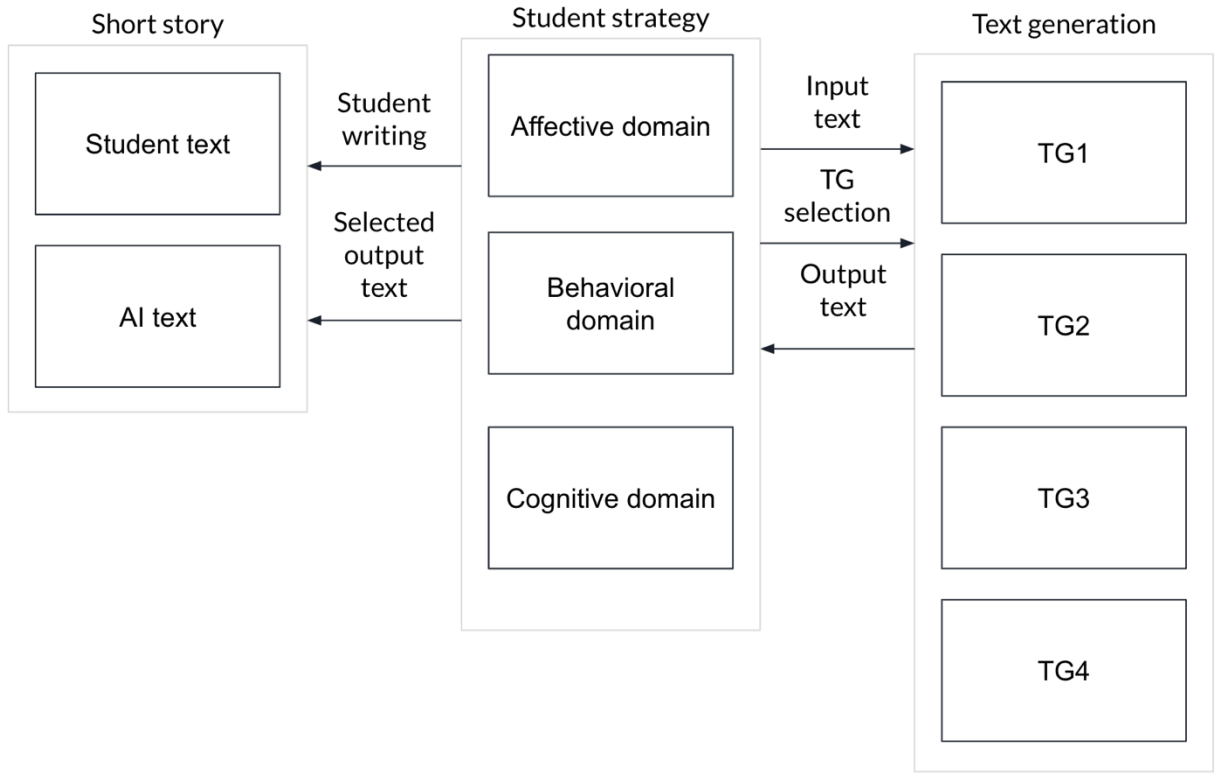 Short story
Student text
AI text
Student
writing
Selected
output
text
Student strategy
Affective domain
Behavioral
domain
Cognitive domain
Input
text
TG
selection
Output
text
Text generation
TG1
TG2
TG3
TG4